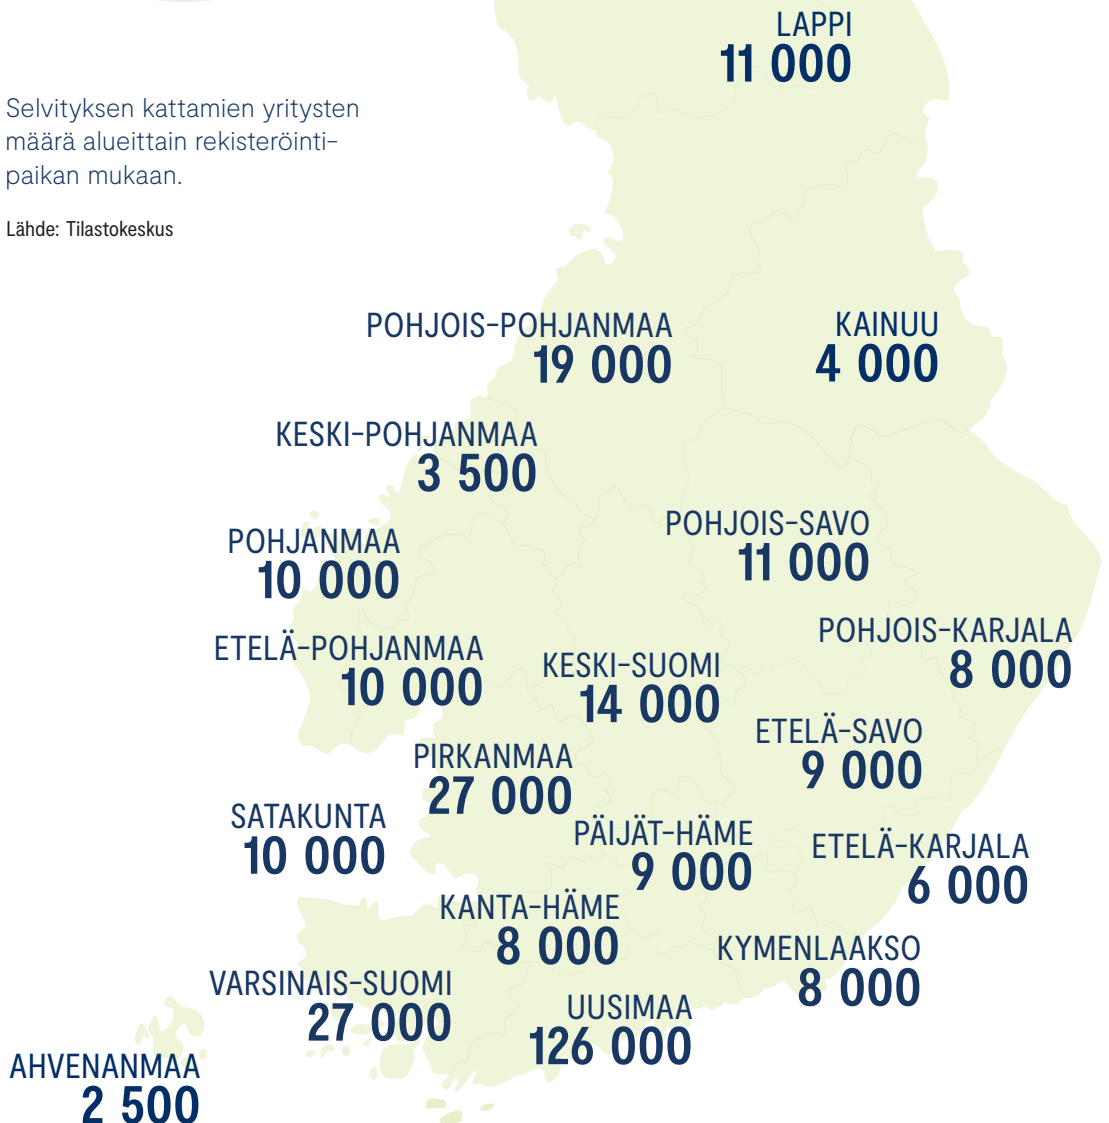 LAPPI
11 000
Selvityksen kattamien yritysten
määrä alueittain rekisteröinti-
paikan mukaan.
Lähde: Tilastokeskus
POHJOIS-POHJANMAA
19 000
KAINUU
4 000
KESKI-POHJANMAA
3 500
POHJOIS-SAVO
11 000
POHJANMAA
10 000
POHJOIS-KARJALA
8 000
ETELÄ-POHJANMAA
10 000
KESKI-SUOMI
14 000
ETELÄ-SAVO
9 000
PIRKANMAA
27 000
SATAKUNTA
10 000
PÄIJÄT-HÄME
9 000
ETELÄ-KARJALA
6 000
KANTA-HÄME
8 000
KYMENLAAKSO
8 000
VARSINAIS-SUOMI
27 000
UUSIMAA
126 000
AHVENANMAA
2 500